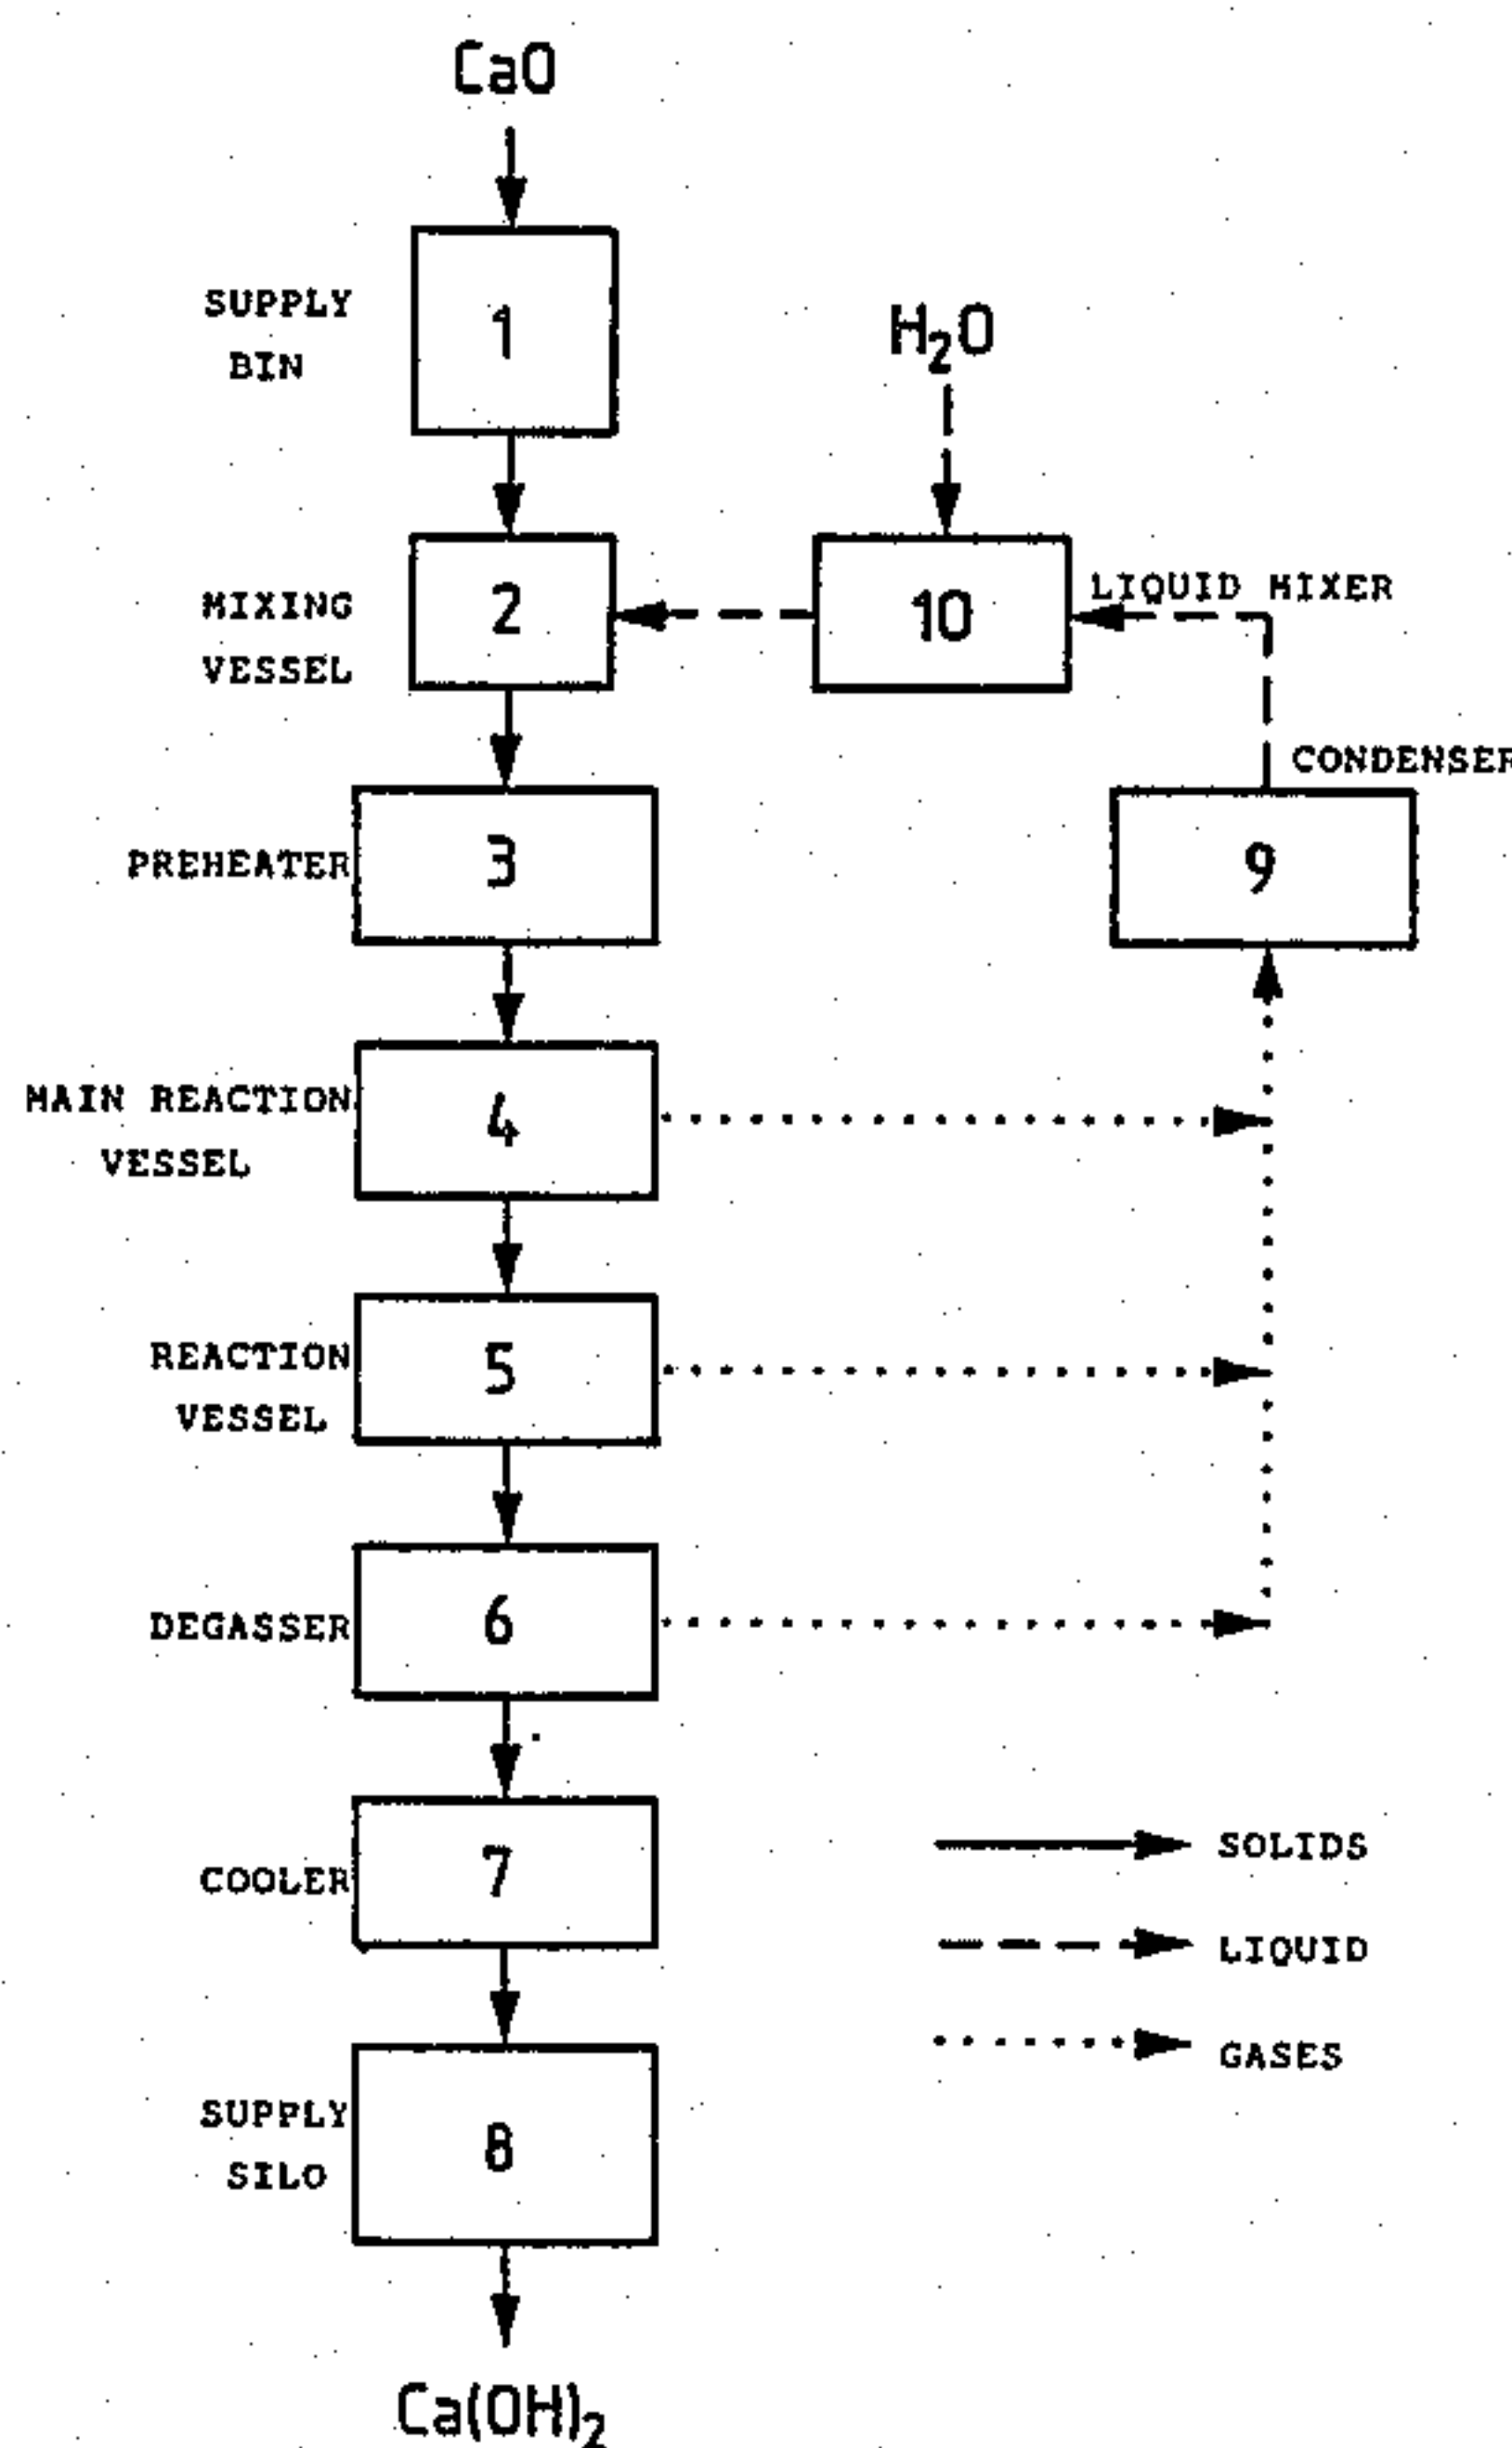 CaO
SUPPLY
BIN
1
H₂O
MIXING
VESSEL
2
10
LIQUID MIXER
CONDENSER
PREHEATER
3
9
MAIN REACTION
VESSEL
4
REACTION
VESSEL
5
DEGASSER
6
COOLER
7
SOLIDS
LIQUID
GASES
SUPPLY
SILO
8
Ca(OH)₂